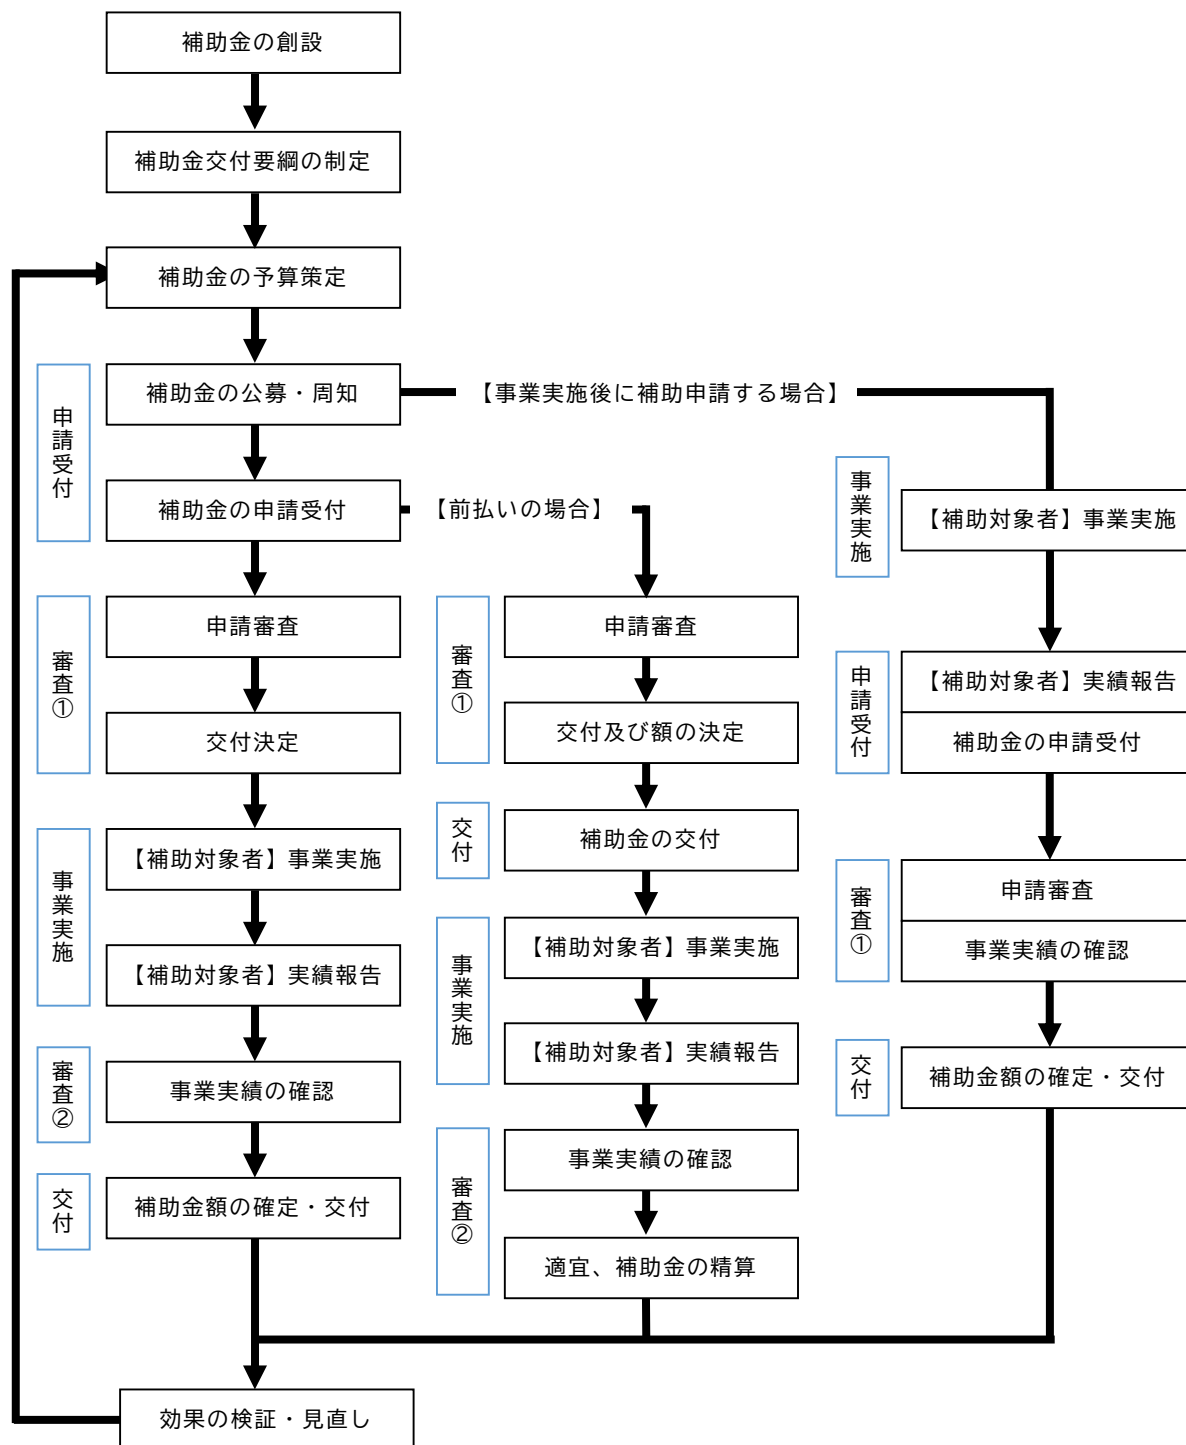 補助金の創設
補助金交付要綱の制定
補助金の予算策定
申請受付
補助金の公募・周知
【事業実施後に補助申請する場合】
補助金の申請受付
【前払いの場合】
審査①
申請審査
交付決定
事業実施
【補助対象者】事業実施
【補助対象者】実績報告
審査②
事業実績の確認
交付
補助金額の確定・交付
審査①
申請審査
交付及び額の決定
交付
補助金の交付
事業実施
【補助対象者】事業実施
【補助対象者】実績報告
審査②
事業実績の確認
適宜、補助金の精算
事業実施
【補助対象者】事業実施
申請受付
【補助対象者】実績報告
補助金の申請受付
審査①
申請審査
事業実績の確認
交付
補助金額の確定・交付
効果の検証・見直し